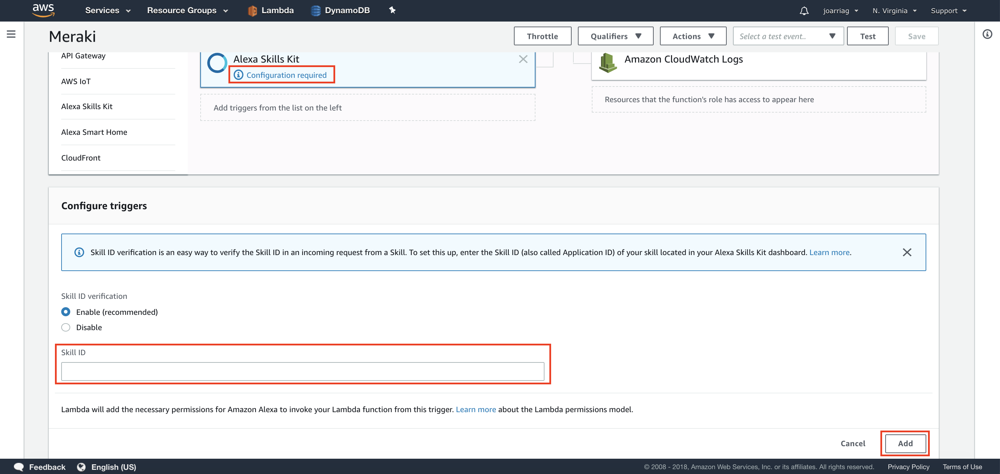 aws Services Resource Groups Lambda DynamoDB joarriag N. Virginia Support
Meraki
Throttle Qualifiers Actions Select a test event.. Test Save
API Gateway
AWS IoT
Alexa Skills Kit
Alexa Smart Home
CloudFront
Alexa Skills Kit
Configuration required
Add triggers from the list on the left
Amazon CloudWatch Logs
Resources that the function's role has access to appear here
Configure triggers
Skill ID verification is an easy way to verify the Skill ID in an incoming request from a Skill. To set this up, enter the Skill ID (also called Application ID) of your skill located in your Alexa Skills Kit dashboard. Learn more.
Skill ID verification
Enable (recommended)
Disable
Skill ID
Lambda will add the necessary permissions for Amazon Alexa to invoke your Lambda function from this trigger. Learn more about the Lambda permissions model.
Cancel Add
Feedback English (US) © 2008 - 2018, Amazon Web Services, Inc. or its affiliates. All rights reserved. Privacy Policy Terms of Use